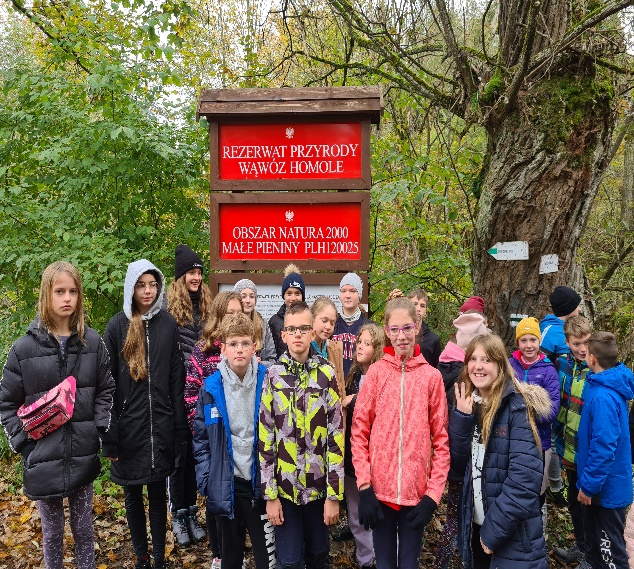 REZERWAT PRZYRODY
WĄWÓZ HOMOLE
OBSZAR NATURA 2000
MAŁE PIENINY PLH120025